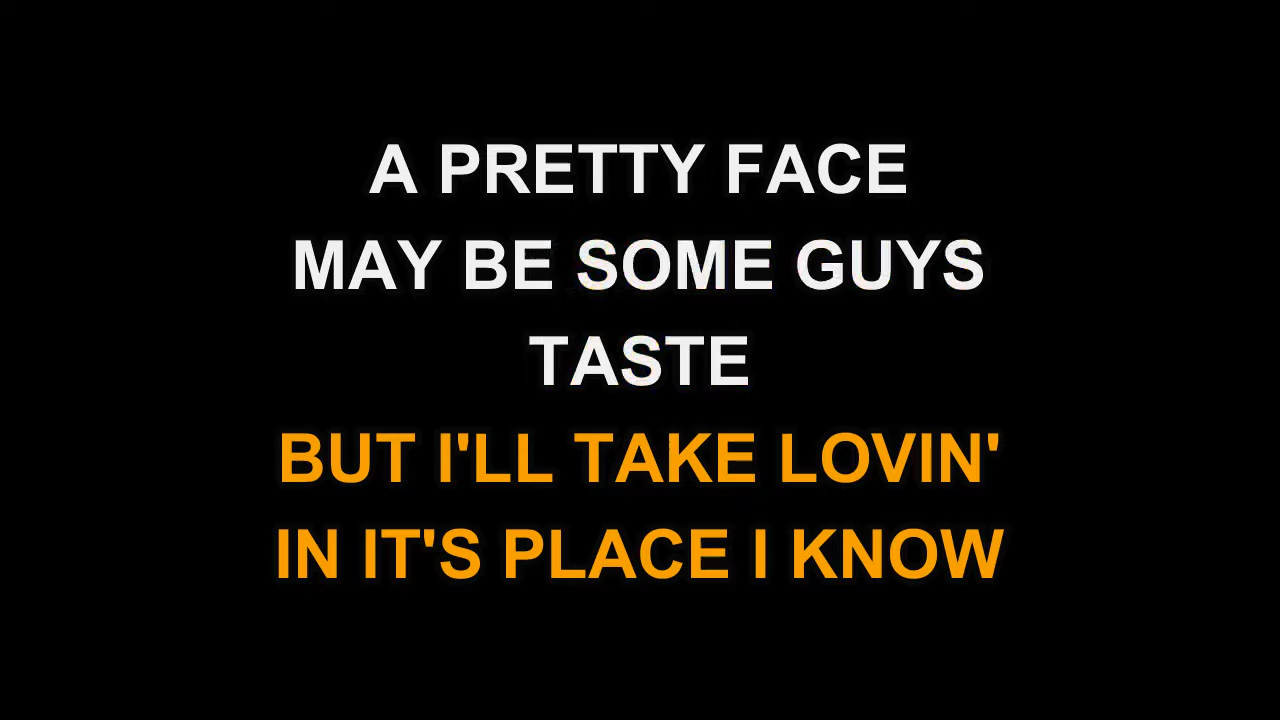 A PRETTY FACE
MAY BE SOME GUYS
TASTE
BUT I'LL TAKE LOVIN'
IN IT'S PLACE I KNOW